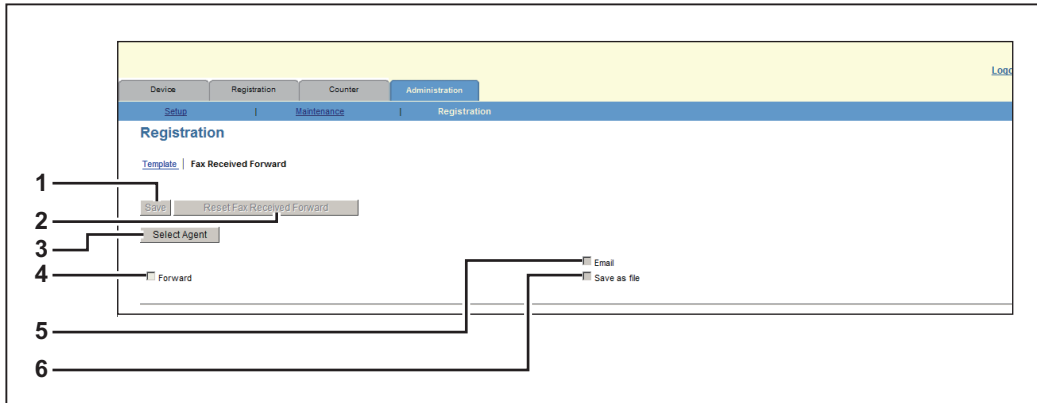 Logo
Device Registration Counter Administration
Setup | Maintenance | Registration
Registration
Template | Fax Received Forward
1
Save Reset Fax Received Forward
2
Select Agent
3
Email
4
Forward
Save as file
5
6